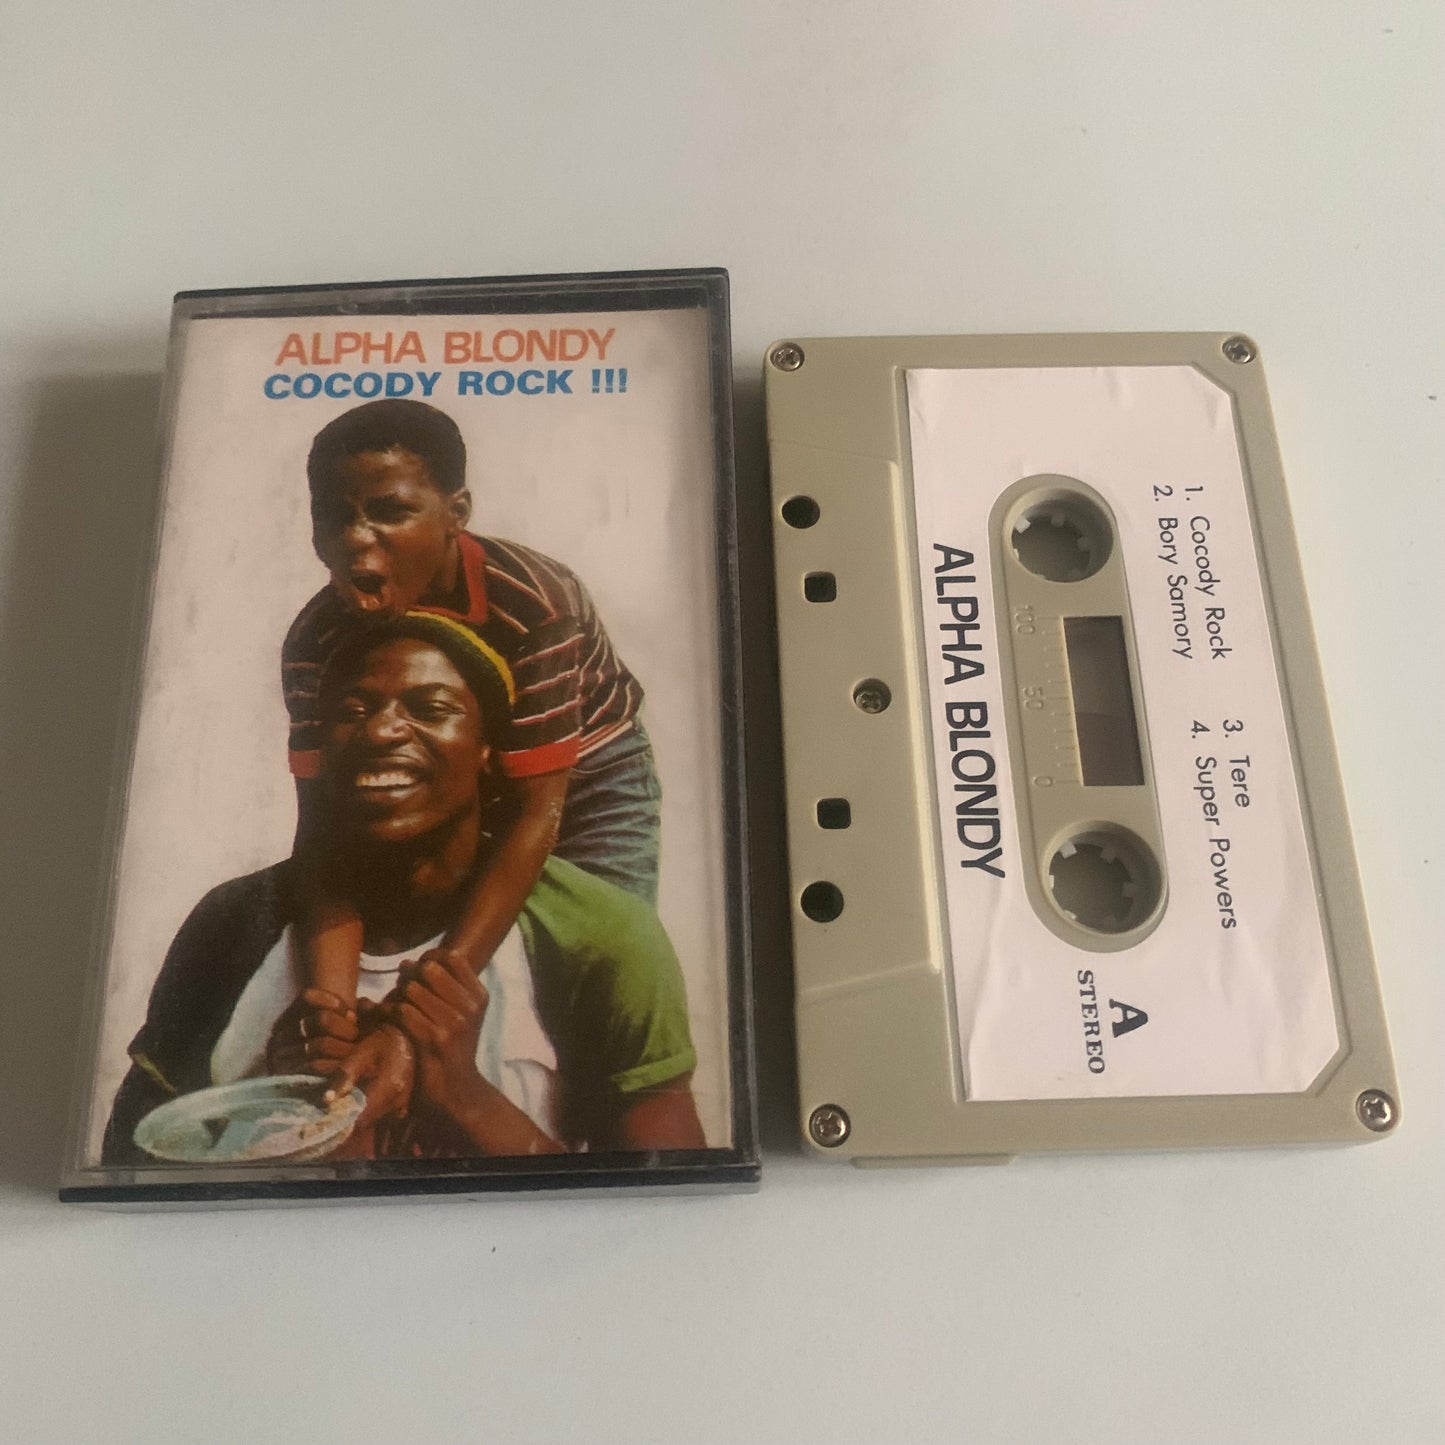 ALPHA BLONDY
COCODY ROCK !!!
1. Cocody Rock
2. Bory Samory
3. Tere
4. Super Powers
100 50 0
ALPHA BLONDY
A
STEREO